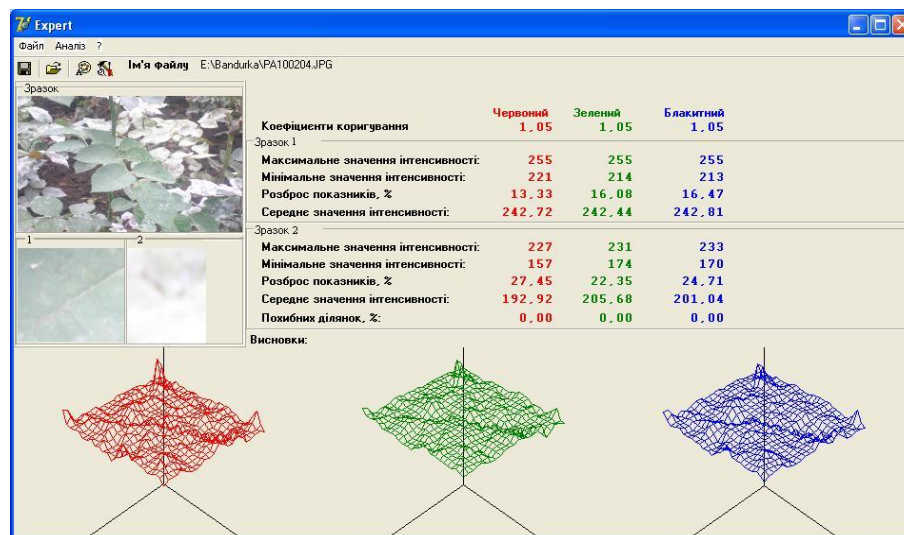 Expert
Файл Аналіз ?
Ім'я файлу E:\Bandurka\PA100204.JPG
Зразок
Червоний Зелений Блакитний
Коефіциєнти коригування 1,05 1,05 1,05
Зразок 1
Максимальне значення інтенсивності: 255 255 255
Мінімальне значення інтенсивності: 221 214 213
Розброс показників, % 13,33 16,08 16,47
Середнє значення інтенсивності: 242,72 242,44 242,81
1 2
Зразок 2
Максимальне значення інтенсивності: 227 231 233
Мінімальне значення інтенсивності: 157 174 170
Розброс показників, % 27,45 22,35 24,71
Середнє значення інтенсивності: 192,92 205,68 201,04
Похибних ділянок, %: 0,00 0,00 0,00
Висновки: